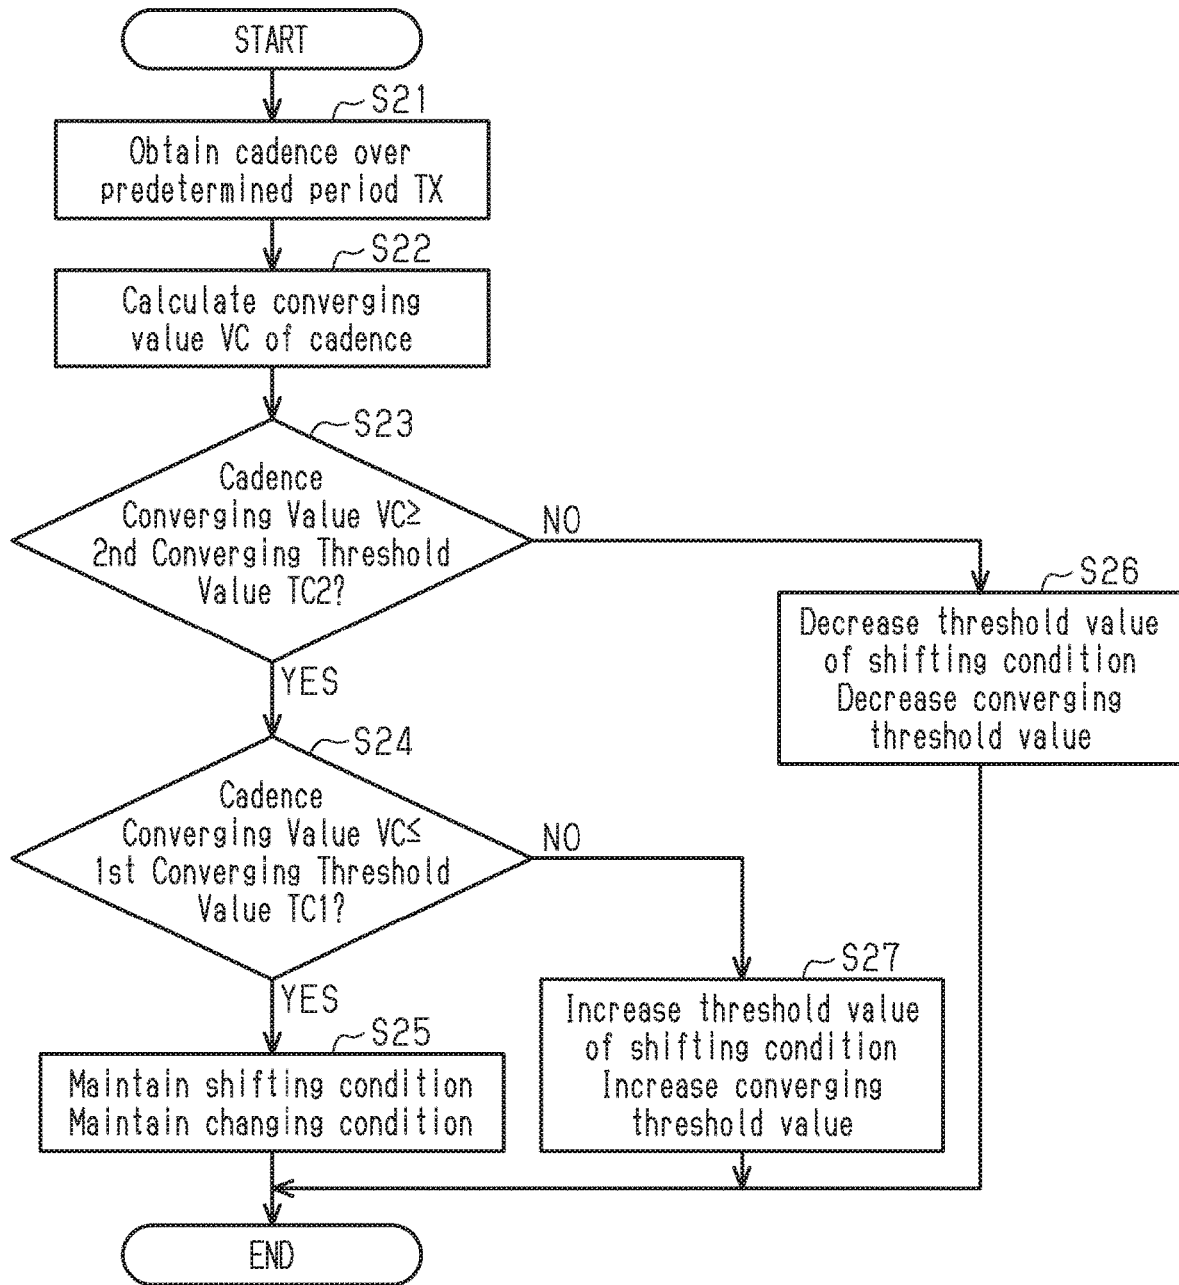 START
S21
Obtain cadence over
predetermined period TX
S22
Calculate converging
value VC of cadence
S23
Cadence
Converging Value VC≥
2nd Converging Threshold
Value TC2?
NO
YES
S26
Decrease threshold value
of shifting condition
Decrease converging
threshold value
S24
Cadence
Converging Value VC≤
1st Converging Threshold
Value TC1?
NO
YES
S27
Increase threshold value
of shifting condition
Increase converging
threshold value
S25
Maintain shifting condition
Maintain changing condition
END